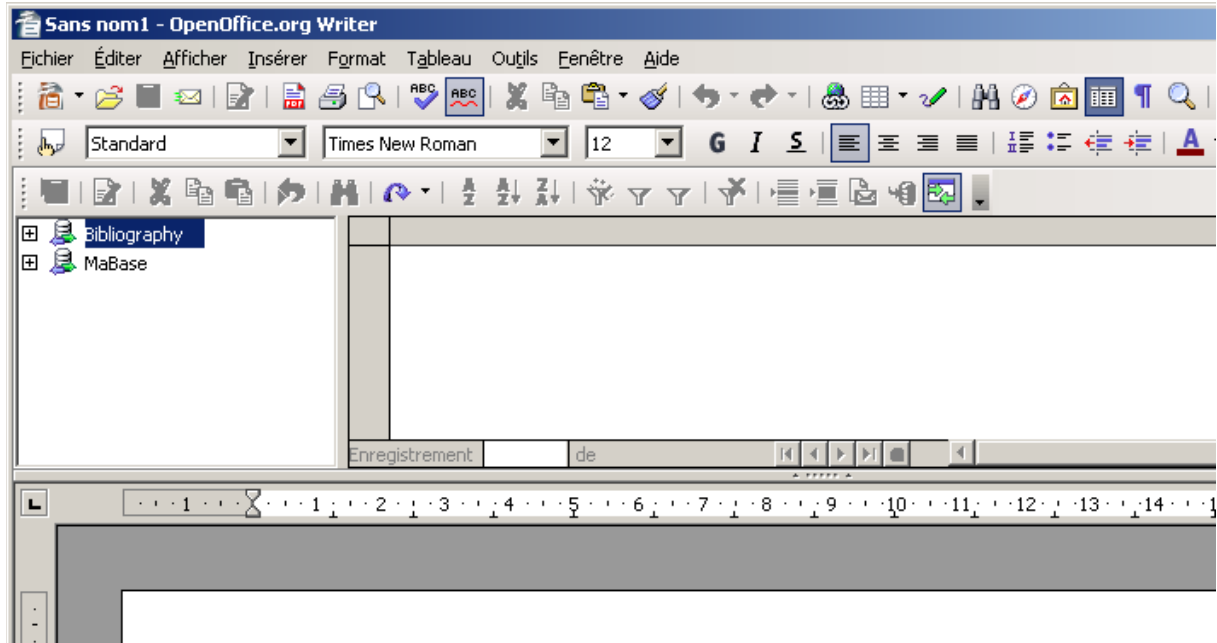 Sans nom1 - OpenOffice.org Writer
Fichier Éditer Afficher Insérer Format Tableau Outils Fenêtre Aide
ABC ABC
Standard Times New Roman 12 G I S A
A Z A Z Z A
Bibliography
MaBase
Enregistrement de
L 1 1 2 3 4 5 6 7 8 9 10 11 12 13 14